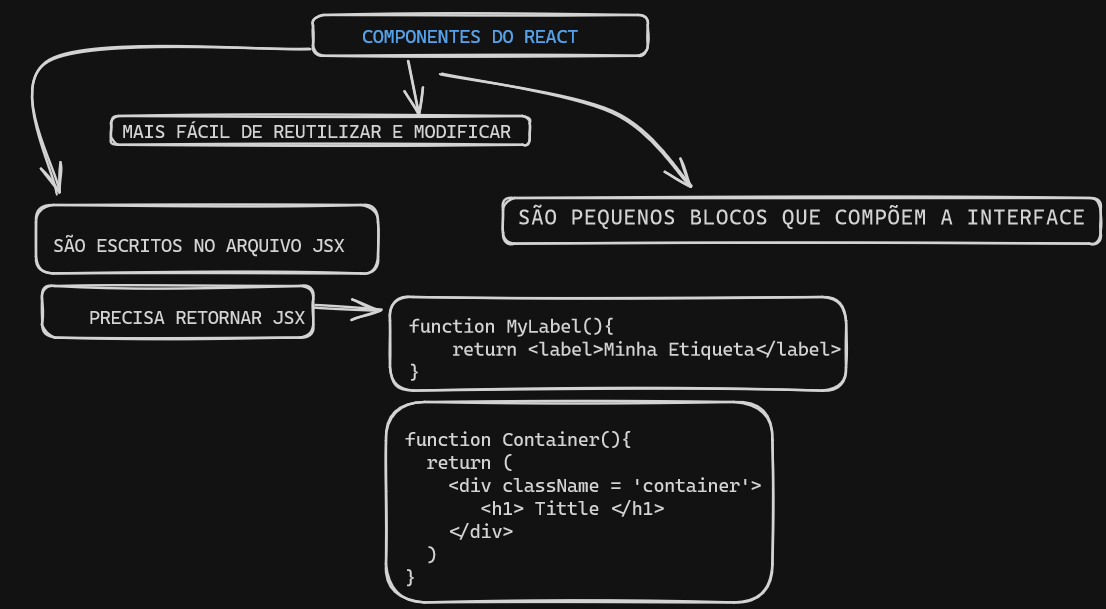 COMPONENTES DO REACT
MAIS FÁCIL DE REUTILIZAR E MODIFICAR
SÃO PEQUENOS BLOCOS QUE COMPÕEM A INTERFACE
SÃO ESCRITOS NO ARQUIVO JSX
PRECISA RETORNAR JSX
function MyLabel(){
    return <label>Minha Etiqueta</label>
}
function Container(){
  return (
    <div className = 'container'>
       <h1> Tittle </h1>
    </div>
  )
}